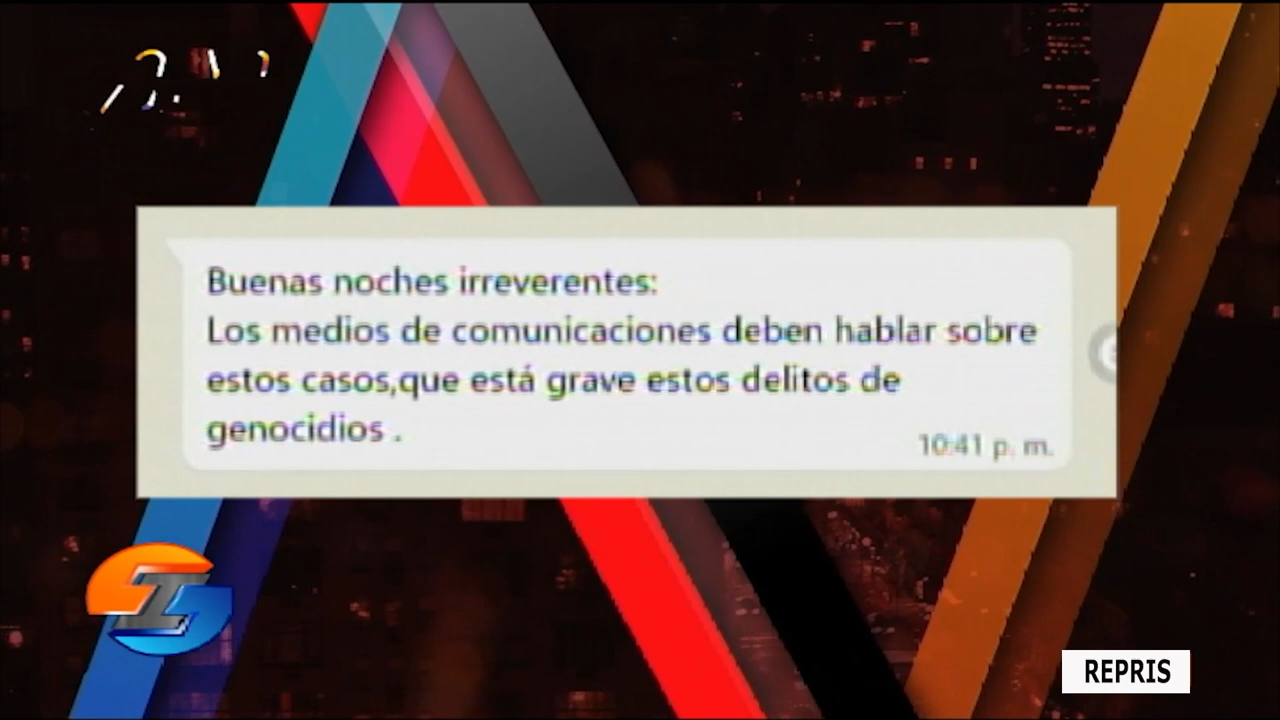 Buenas noches irreverentes:
Los medios de comunicaciones deben hablar sobre
estos casos,que está grave estos delitos de
genocidios .
10:41 p. m.
REPRIS